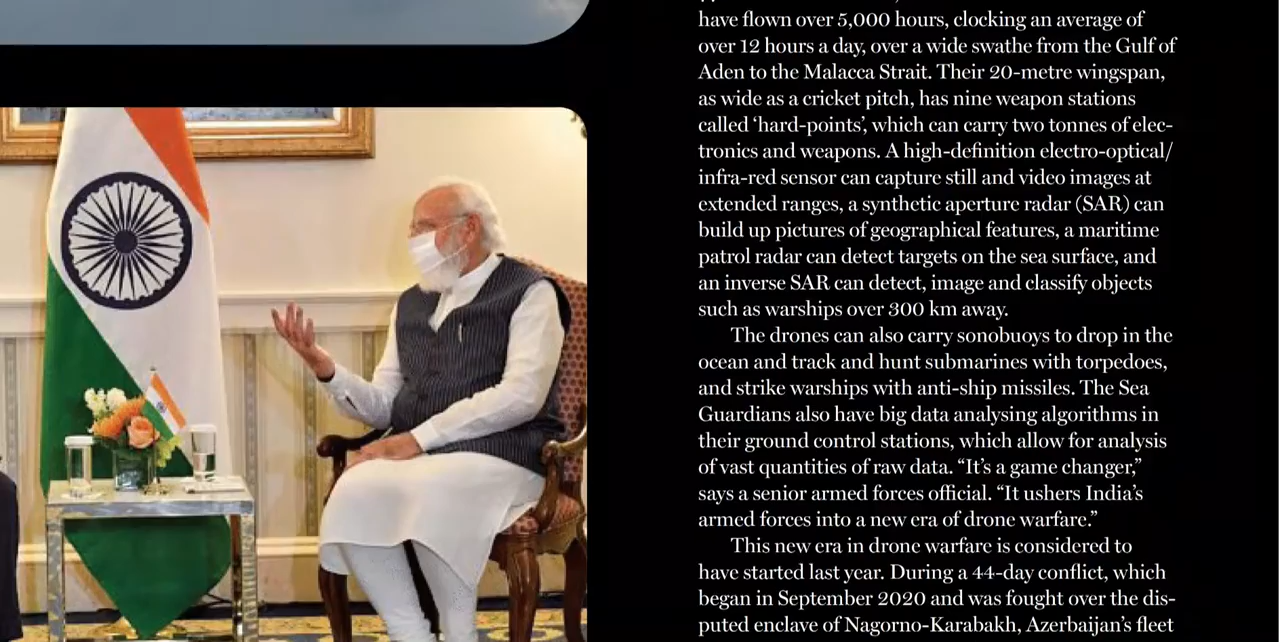 have flown over 5,000 hours, clocking an average of
over 12 hours a day, over a wide swathe from the Gulf of
Aden to the Malacca Strait. Their 20-metre wingspan,
as wide as a cricket pitch, has nine weapon stations
called ‘hard-points’, which can carry two tonnes of elec-
tronics and weapons. A high-definition electro-optical/
infra-red sensor can capture still and video images at
extended ranges, a synthetic aperture radar (SAR) can
build up pictures of geographical features, a maritime
patrol radar can detect targets on the sea surface, and
an inverse SAR can detect, image and classify objects
such as warships over 300 km away.
The drones can also carry sonobuoys to drop in the
ocean and track and hunt submarines with torpedoes,
and strike warships with anti-ship missiles. The Sea
Guardians also have big data analysing algorithms in
their ground control stations, which allow for analysis
of vast quantities of raw data. “It’s a game changer,”
says a senior armed forces official. “It ushers India’s
armed forces into a new era of drone warfare.”
This new era in drone warfare is considered to
have started last year. During a 44-day conflict, which
began in September 2020 and was fought over the dis-
puted enclave of Nagorno-Karabakh, Azerbaijan’s fleet